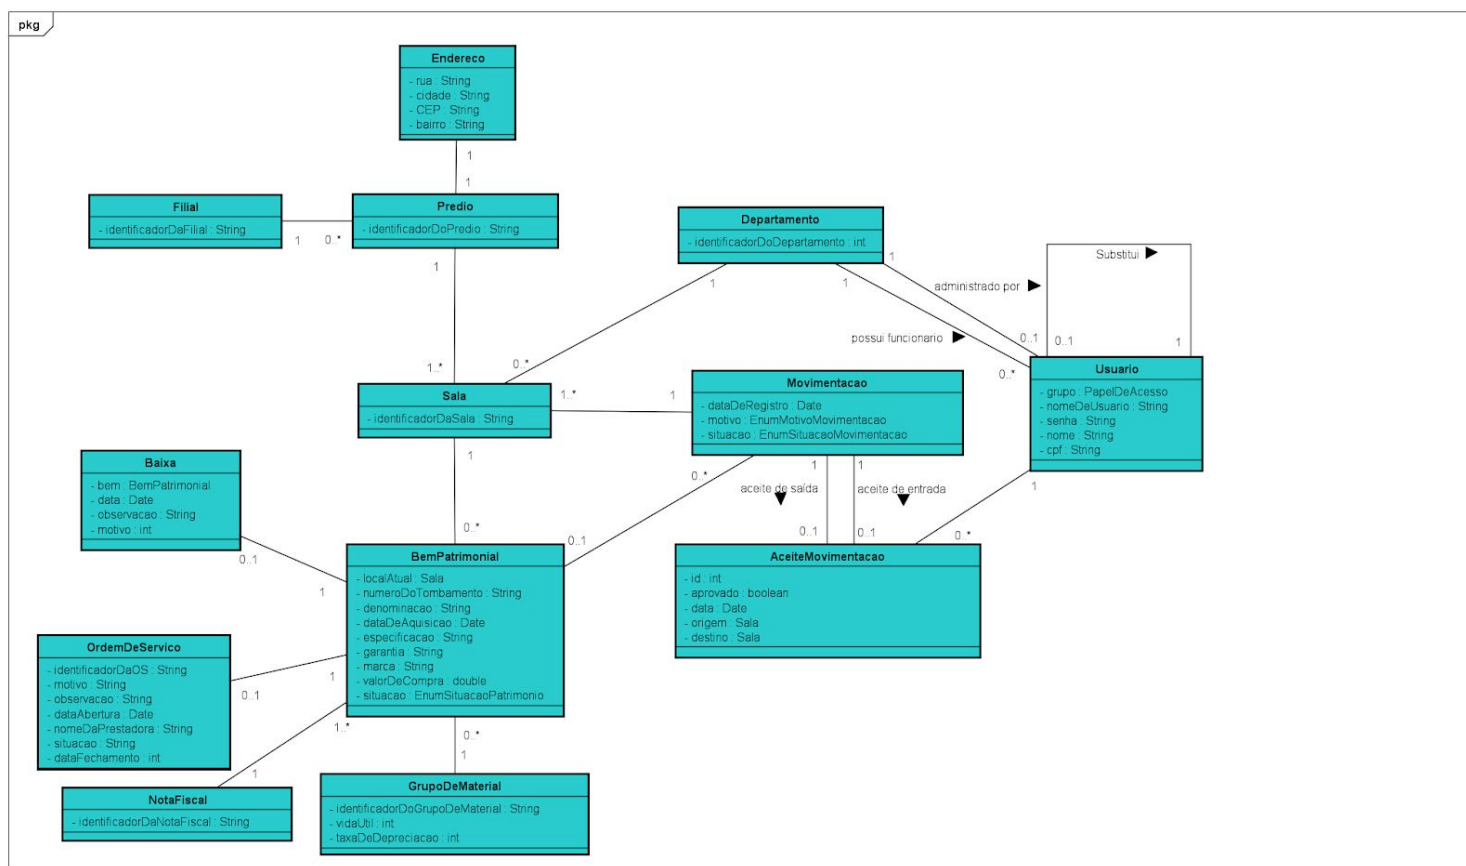 pkg
Endereco
- rua : String
- cidade : String
- CEP : String
- bairro : String
1
1
Filial
- identificadorDaFilial : String
1
0..*
Predio
- identificadorDoPredio : String
1
1..*
Departamento
- identificadorDoDepartamento : int
1
1
1
administrado por
possui funcionario
0..1
0..*
Substitui
0..1
1
Usuario
- grupo : PapelDeAcesso
- nomeDeUsuario : String
- senha : String
- nome : String
- cpf : String
1
0..*
Sala
- identificadorDaSala : String
0..*
1..*
1
1
0..*
Movimentacao
- dataDeRegistro : Date
- motivo : EnumMotivoMovimentacao
- situacao : EnumSituacaoMovimentacao
0..*
0..1
1
1
aceite de saída
aceite de entrada
0..1
0..1
AceiteMovimentacao
- id : int
- aprovado : boolean
- data : Date
- origem : Sala
- destino : Sala
Baixa
- bem : BemPatrimonial
- data : Date
- observacao : String
- motivo : int
0..1
1
BemPatrimonial
- localAtual : Sala
- numeroDoTombamento : String
- denominacao : String
- dataDeAquisicao : Date
- especificacao : String
- garantia : String
- marca : String
- valorDeCompra : double
- situacao : EnumSituacaoPatrimonio
OrdemDeServico
- identificadorDaOS : String
- motivo : String
- observacao : String
- dataAbertura : Date
- nomeDaPrestadora : String
- situacao : String
- dataFechamento : int
0..1
1
1..*
1
NotaFiscal
- identificadorDaNotaFiscal : String
0..*
1
GrupoDeMaterial
- identificadorDoGrupoDeMaterial : String
- vidaUtil : int
- taxaDeDepreciacao : int